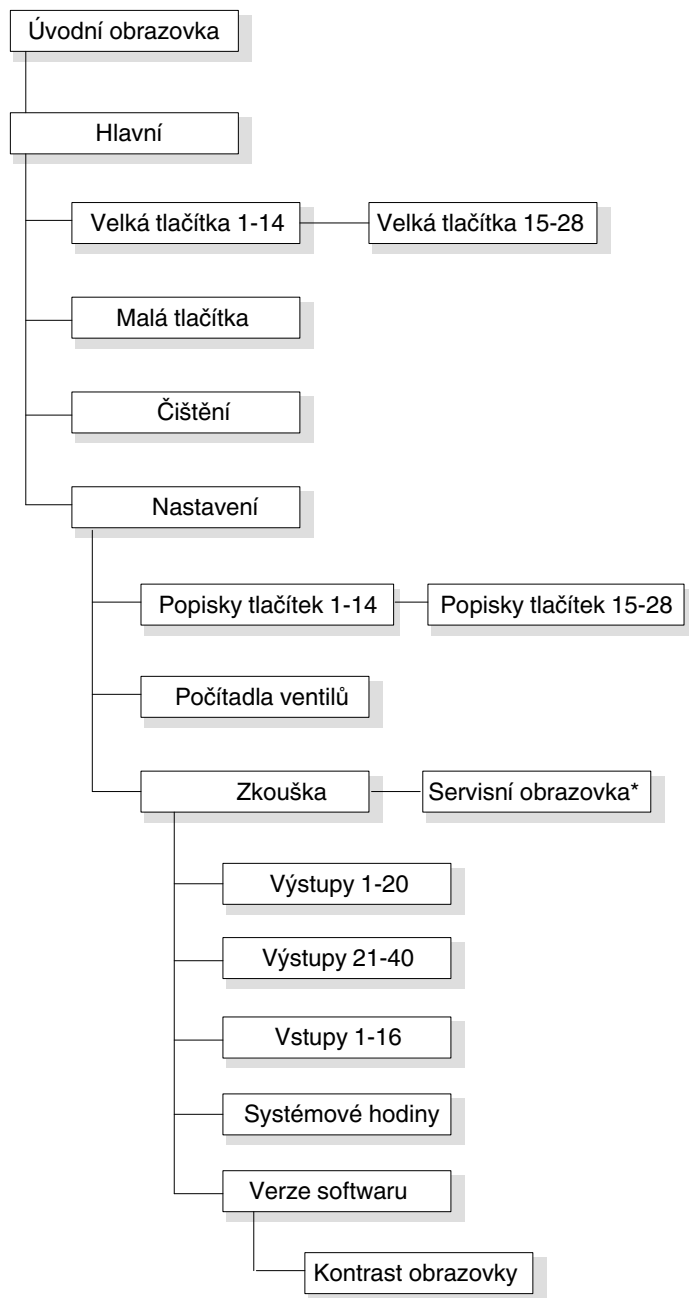 Úvodní obrazovka
Hlavní
Velká tlačítka 1-14
Velká tlačítka 15-28
Malá tlačítka
Čištění
Nastavení
Popisky tlačítek 1-14
Popisky tlačítek 15-28
Počítadla ventilů
Zkouška
Servisní obrazovka*
Výstupy 1-20
Výstupy 21-40
Vstupy 1-16
Systémové hodiny
Verze softwaru
Kontrast obrazovky